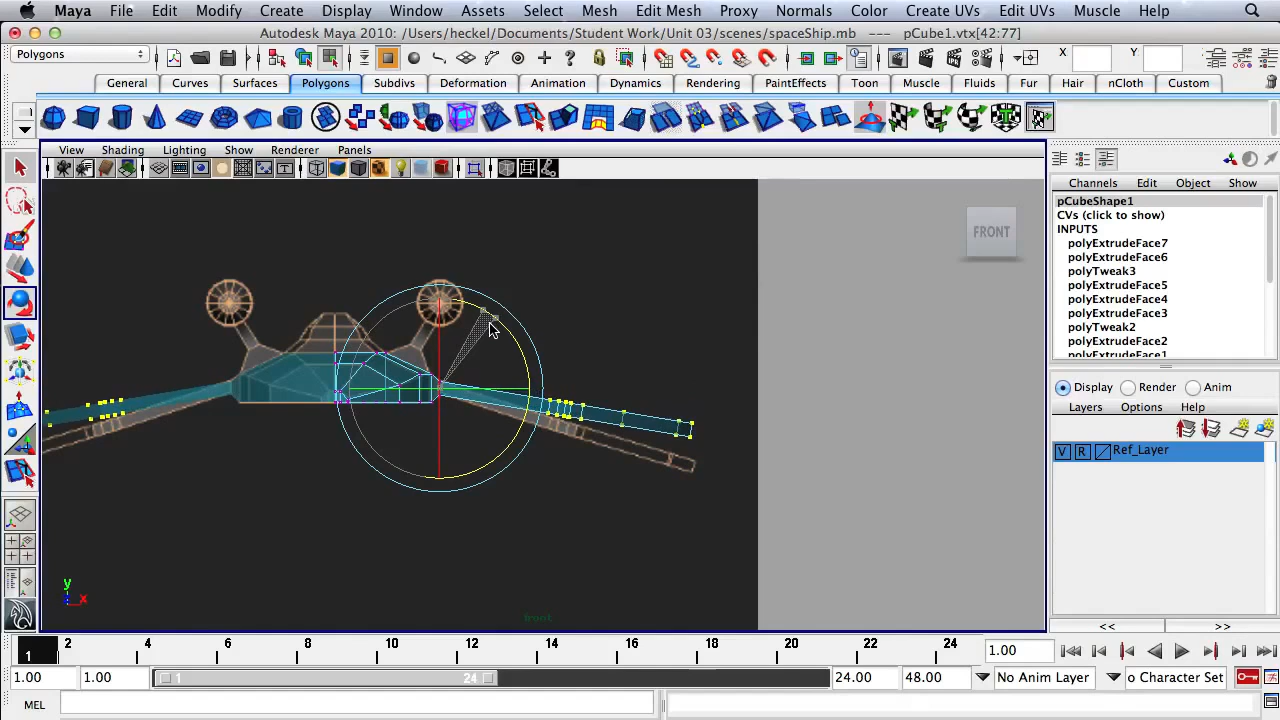 Maya File Edit Modify Create Display Window Assets Select Mesh Edit Mesh Proxy Normals Color Create UVs Edit UVs Muscle Help
Autodesk Maya 2010: /Users/heckel/Documents/Student Work/Unit 03/scenes/spaceShip.mb --- pCube1.vtx[42:77]
Polygons X Y
General Curves Surfaces Polygons Subdivs Deformation Animation Dynamics Rendering PaintEffects Toon Muscle Fluids Fur Hair nCloth Custom
View Shading Lighting Show Renderer Panels
Channels Edit Object Show
pCubeShape1
CVs (click to show)
INPUTS
polyExtrudeFace7
polyExtrudeFace6
polyTweak3
polyExtrudeFace5
polyExtrudeFace4
polyExtrudeFace3
polyTweak2
polyExtrudeFace2
polyExtrudeFace1
FRONT
Display Render Anim
Layers Options Help
V R Ref_Layer
y
x
front
<< >>
1 2 4 6 8 10 12 14 16 18 20 22 24 1.00
1.00 1.00 1 24 24.00 48.00 No Anim Layer o Character Set
MEL